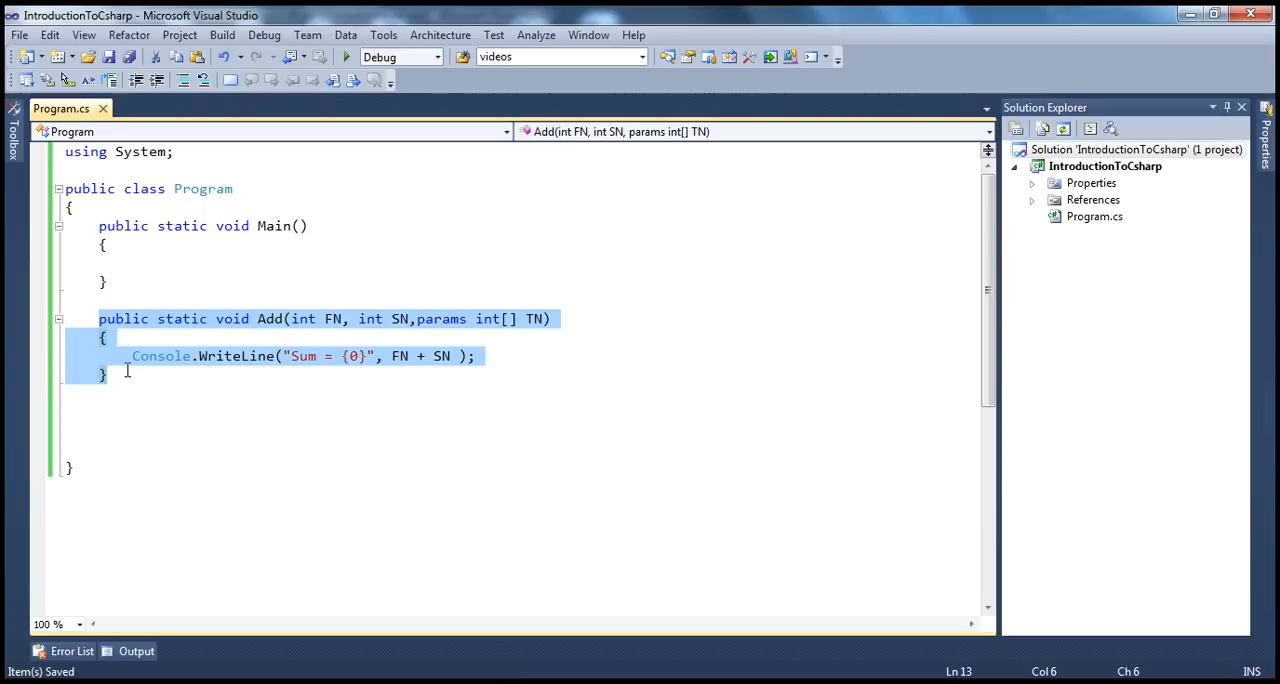 IntroductionToCsharp - Microsoft Visual Studio
File Edit View Refactor Project Build Debug Team Data Tools Architecture Test Analyze Window Help
Debug videos
Program.cs
Solution Explorer
Program
Add(int FN, int SN, params int[] TN)
Toolbox
Properties
Solution 'IntroductionToCsharp' (1 project)
IntroductionToCsharp
Properties
References
Program.cs
using System;
public class Program
{
public static void Main()
{
}
public static void Add(int FN, int SN,params int[] TN)
{
Console.WriteLine("Sum = {0}", FN + SN );
}
}
100 %
Error List Output
Item(s) Saved Ln 13 Col 6 Ch 6 INS